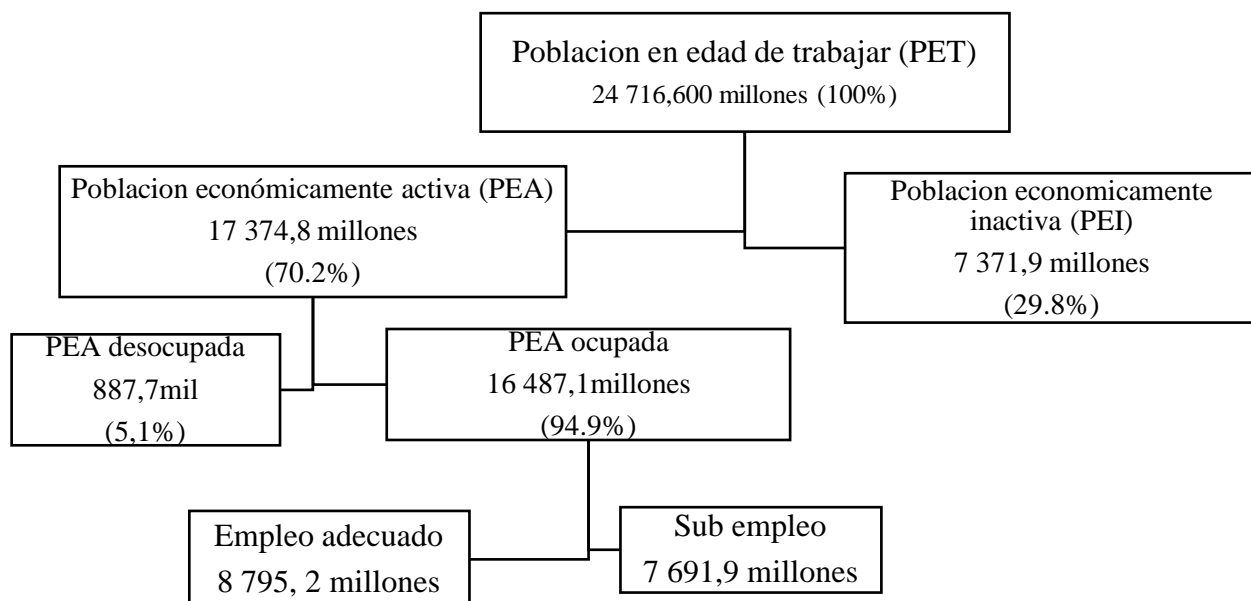 Poblacion en edad de trabajar (PET)
24 716,600 millones (100%)
Poblacion económicamente activa (PEA)
17 374,8 millones
(70.2%)
Poblacion economicamente
inactiva (PEI)
7 371,9 millones
(29.8%)
PEA desocupada
887,7mil
(5,1%)
PEA ocupada
16 487,1millones
(94.9%)
Empleo adecuado
8 795, 2 millones
Sub empleo
7 691,9 millones